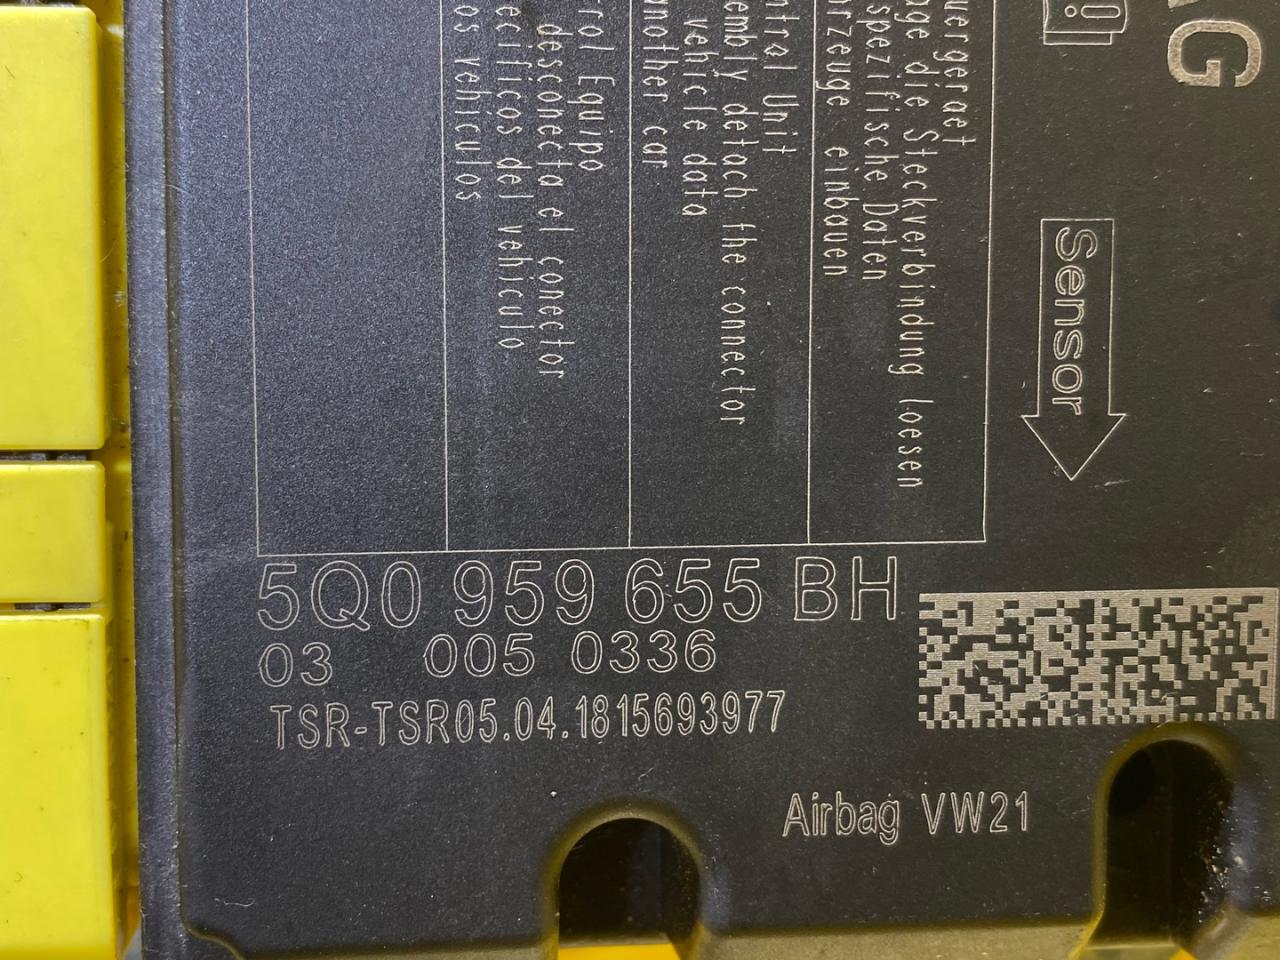 AG
Sensor
uergeraet
age die Steckverbindung loesen
spezifische Daten
rzeuge einbauen
ntral Unit
embly detach the connector
vehicle data
another car
rol Equipo
desconecta el conector
ecificos del vehiculo
os vehiculos
5Q0 959 655 BH
03 005 0336
TSR-TSR05.04.1815693977
Airbag VW21